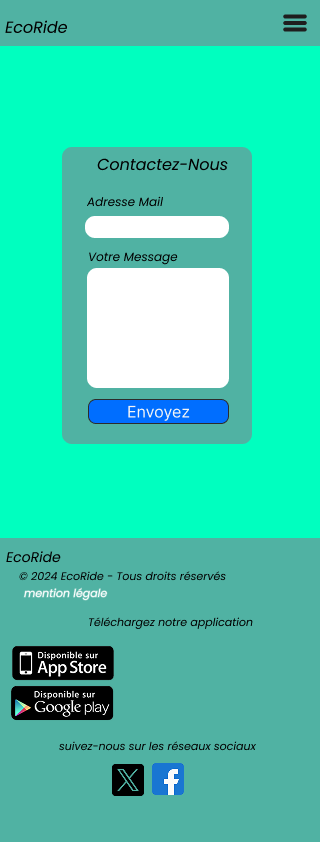 EcoRide
Contactez-Nous
Adresse Mail
Votre Message
Envoyez
EcoRide
© 2024 EcoRide - Tous droits réservés
mention légale
Téléchargez notre application
Disponible sur
App Store
Disponible sur
Google play
suivez-nous sur les réseaux sociaux